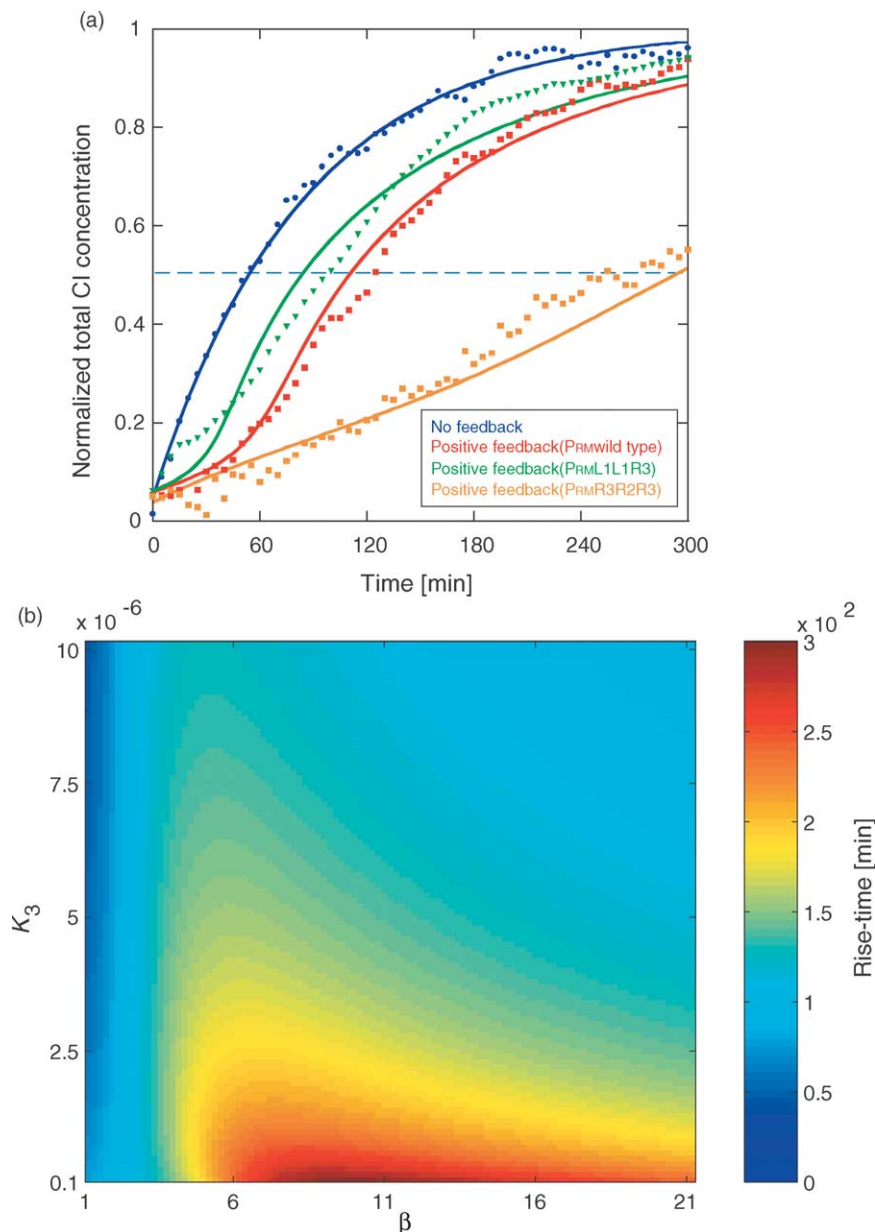 (a)
1
0.8
0.6
0.4
0.2
0
Normalized total CI concentration
No feedback
Positive feedback(PRMwild type)
Positive feedback(PRML1L1R3)
Positive feedback(PRMR3R2R3)
0 60 120 180 240 300
Time [min]
(b)
x 10 -6
10
7.5
5
2.5
0.1
K3
1 6 11 16 21
β
x 10 2
3
2.5
2
1.5
1
0.5
0
Rise-time [min]